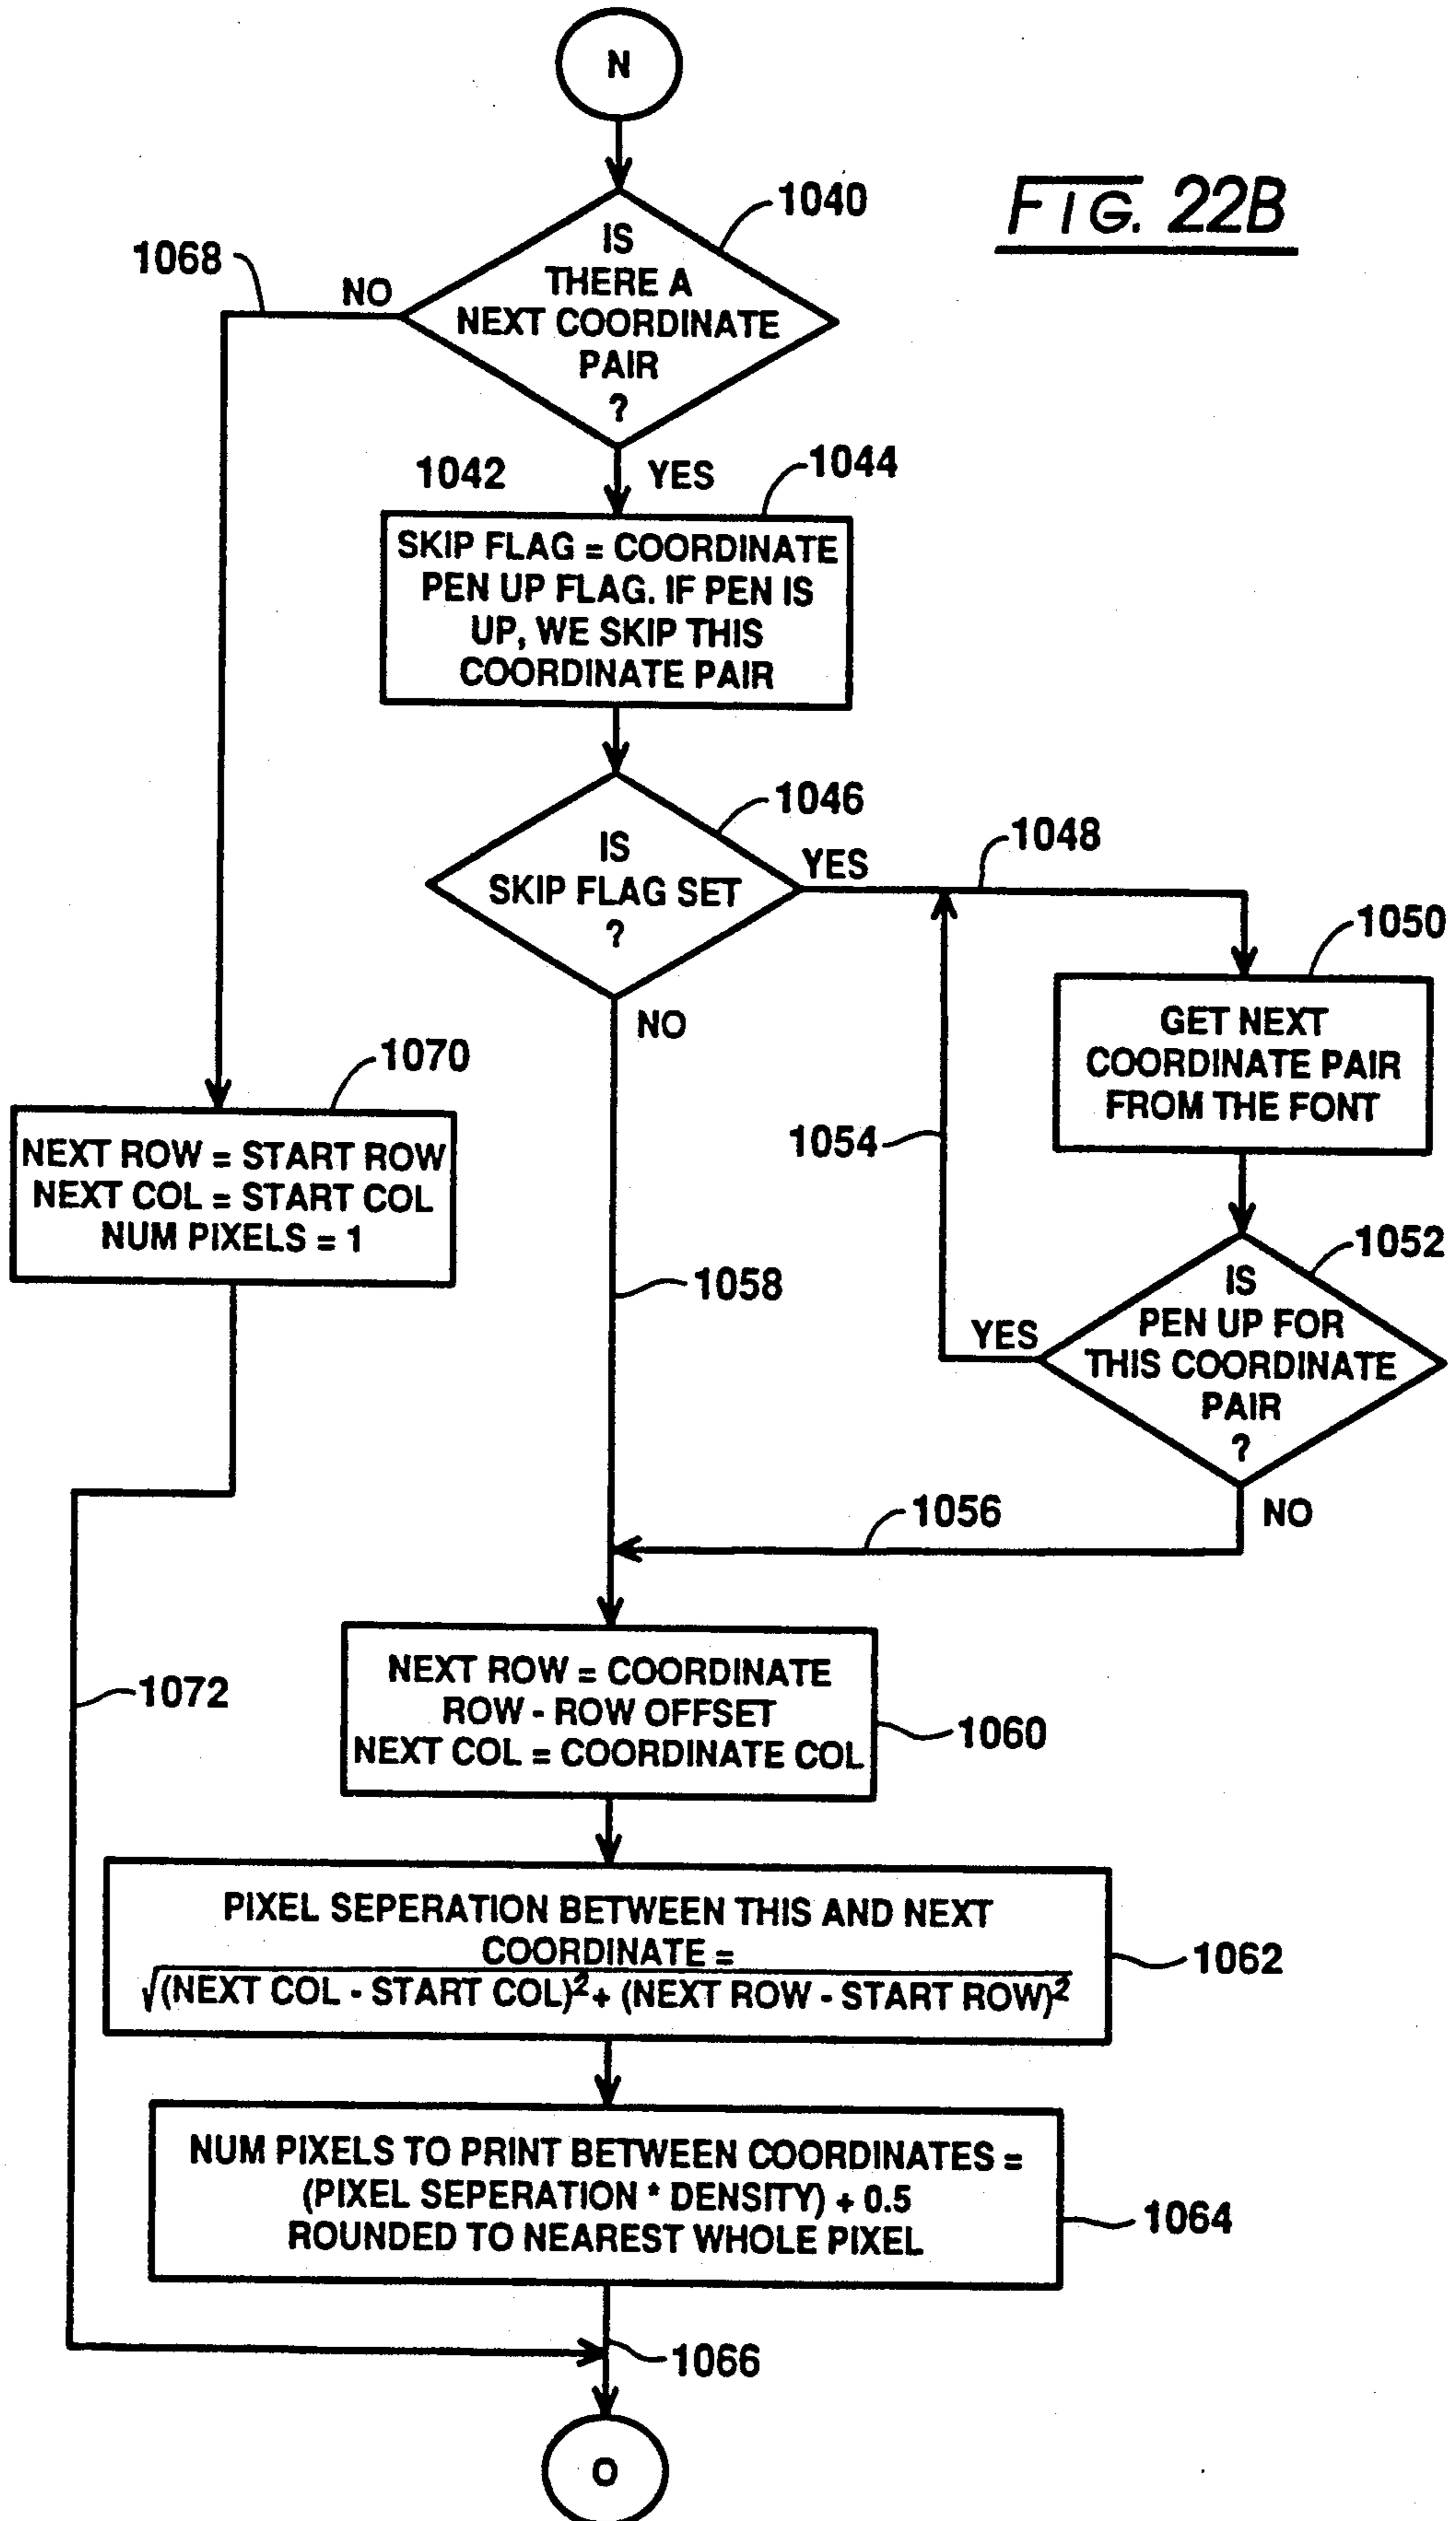 N
FIG. 22B
1040
IS
THERE A
NEXT COORDINATE
PAIR
?
1068
NO
1042
YES
1044
SKIP FLAG = COORDINATE
PEN UP FLAG. IF PEN IS
UP, WE SKIP THIS
COORDINATE PAIR
1046
IS
SKIP FLAG SET
?
YES
1048
NO
1050
GET NEXT
COORDINATE PAIR
FROM THE FONT
1070
NEXT ROW = START ROW
NEXT COL = START COL
NUM PIXELS = 1
1054
1052
IS
PEN UP FOR
THIS COORDINATE
PAIR
?
YES
1058
NO
1056
1072
NEXT ROW = COORDINATE
ROW - ROW OFFSET
NEXT COL = COORDINATE COL
1060
PIXEL SEPERATION BETWEEN THIS AND NEXT
COORDINATE =
√(NEXT COL - START COL)² + (NEXT ROW - START ROW)²
1062
NUM PIXELS TO PRINT BETWEEN COORDINATES =
(PIXEL SEPERATION * DENSITY) + 0.5
ROUNDED TO NEAREST WHOLE PIXEL
1064
1066
O